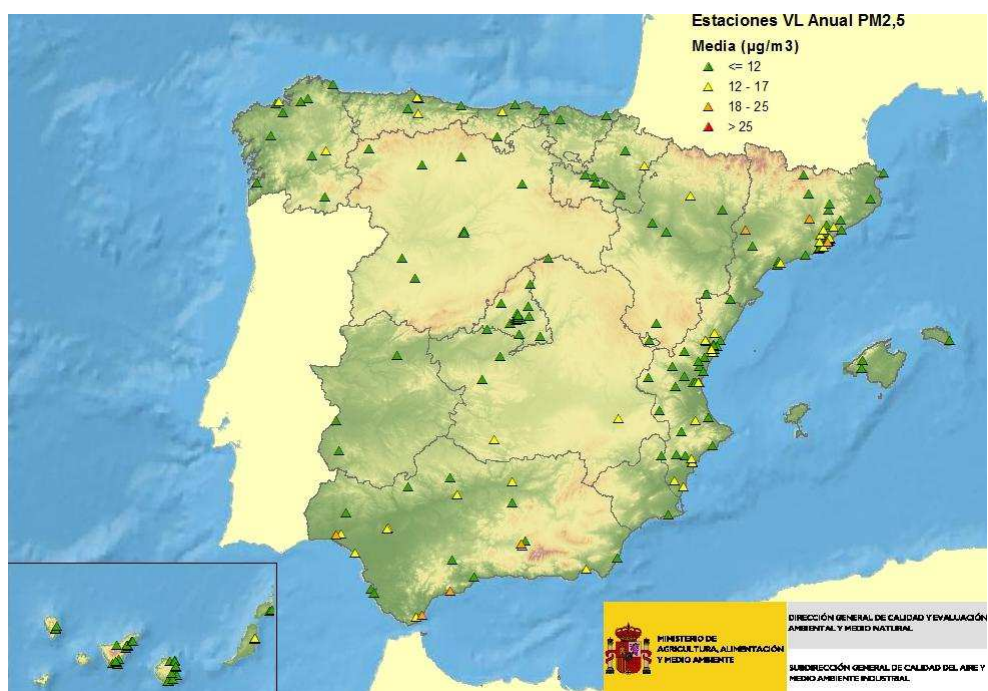 Estaciones VL Anual PM2,5
Media (µg/m3)
<= 12
12 - 17
18 - 25
> 25
MINISTERIO DE
AGRICULTURA, ALIMENTACIÓN
Y MEDIO AMBIENTE
DIRECCIÓN GENERAL DE CALIDAD Y EVALUACIÓN
AMBIENTAL Y MEDIO NATURAL
SUBDIRECCIÓN GENERAL DE CALIDAD DEL AIRE Y
MEDIO AMBIENTE INDUSTRIAL